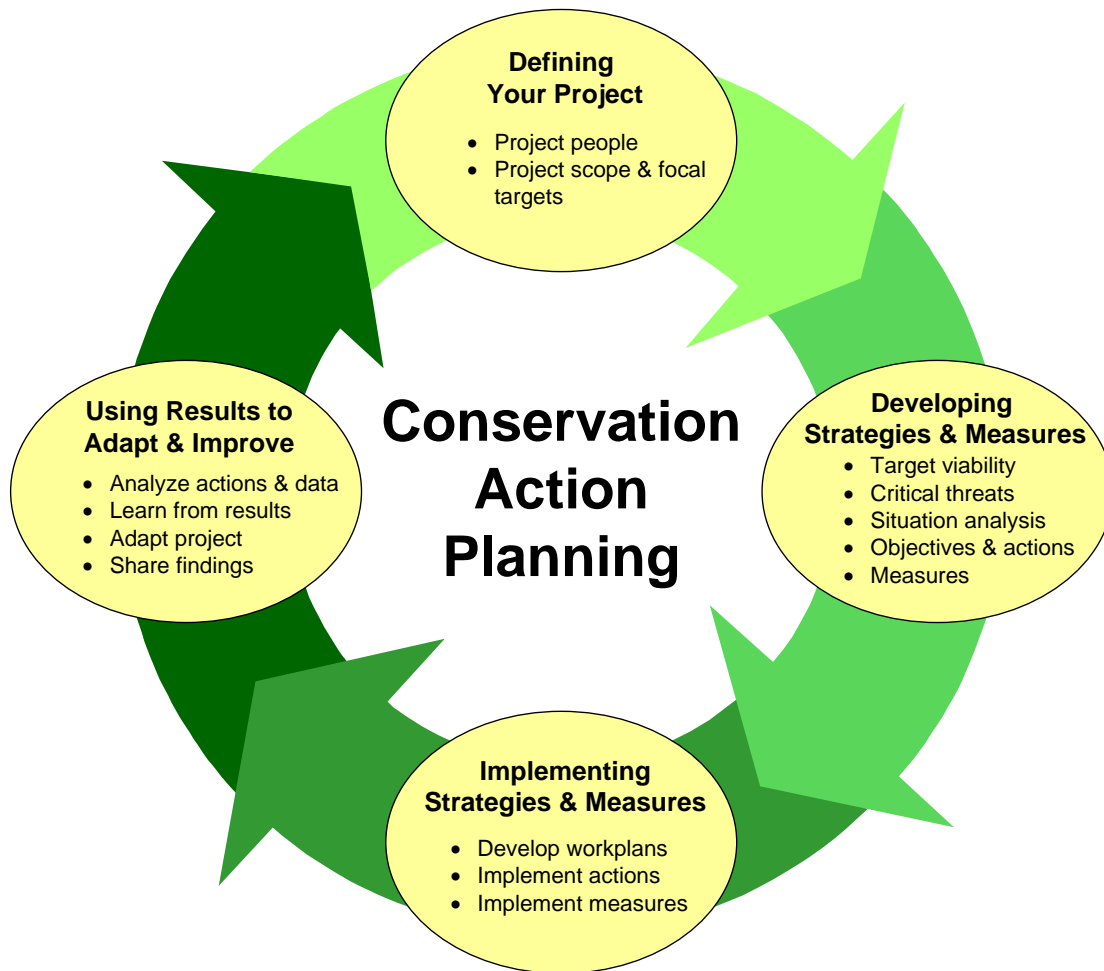 Defining
Your Project
• Project people
• Project scope & focal
targets
Developing
Strategies & Measures
• Target viability
• Critical threats
• Situation analysis
• Objectives & actions
• Measures
Implementing
Strategies & Measures
• Develop workplans
• Implement actions
• Implement measures
Using Results to
Adapt & Improve
• Analyze actions & data
• Learn from results
• Adapt project
• Share findings
Conservation
Action
Planning